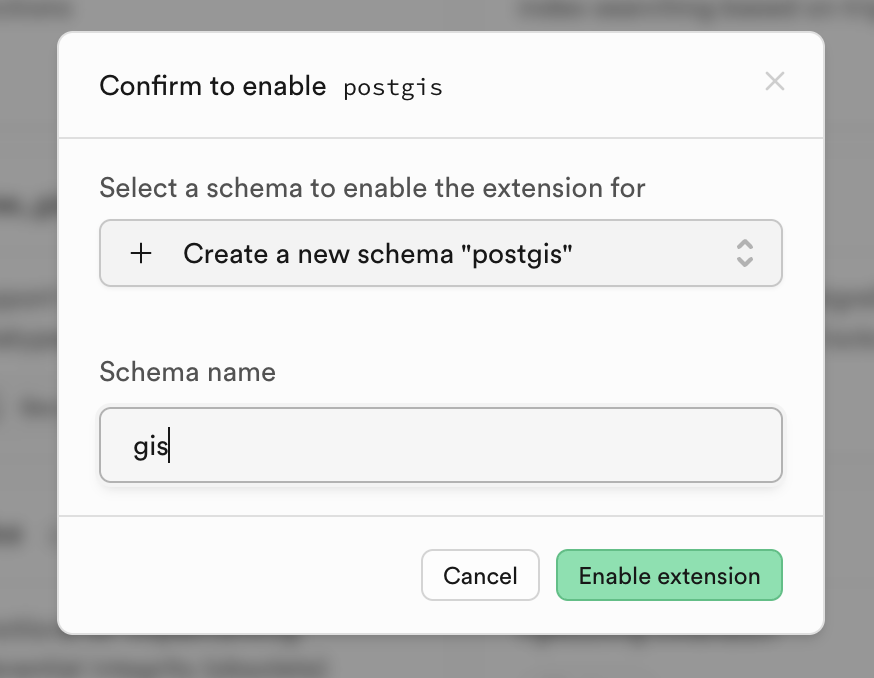 Confirm to enable postgis
Select a schema to enable the extension for
Create a new schema "postgis"
Schema name
gis
Cancel
Enable extension